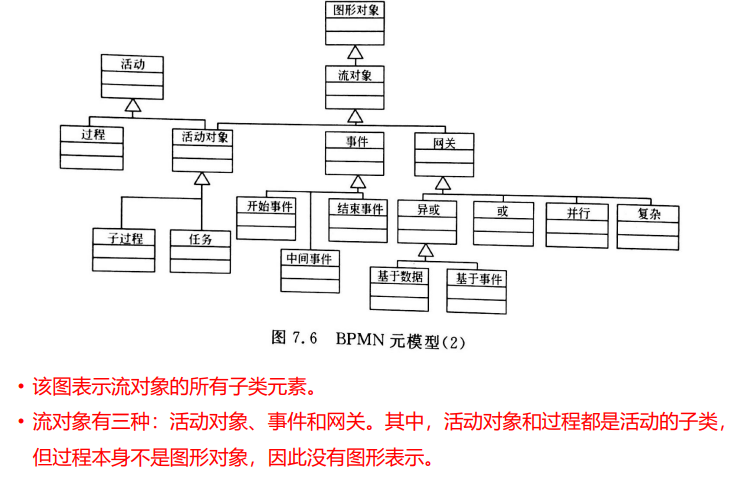 图形对象
活动
流对象
过程
活动对象
事件
网关
开始事件
结束事件
异或
或
并行
复杂
子过程
任务
中间事件
基于数据
基于事件
图 7.6 BPMN 元模型(2)
• 该图表示流对象的所有子类元素。
• 流对象有三种：活动对象、事件和网关。其中，活动对象和过程都是活动的子类，
但过程本身不是图形对象，因此没有图形表示。